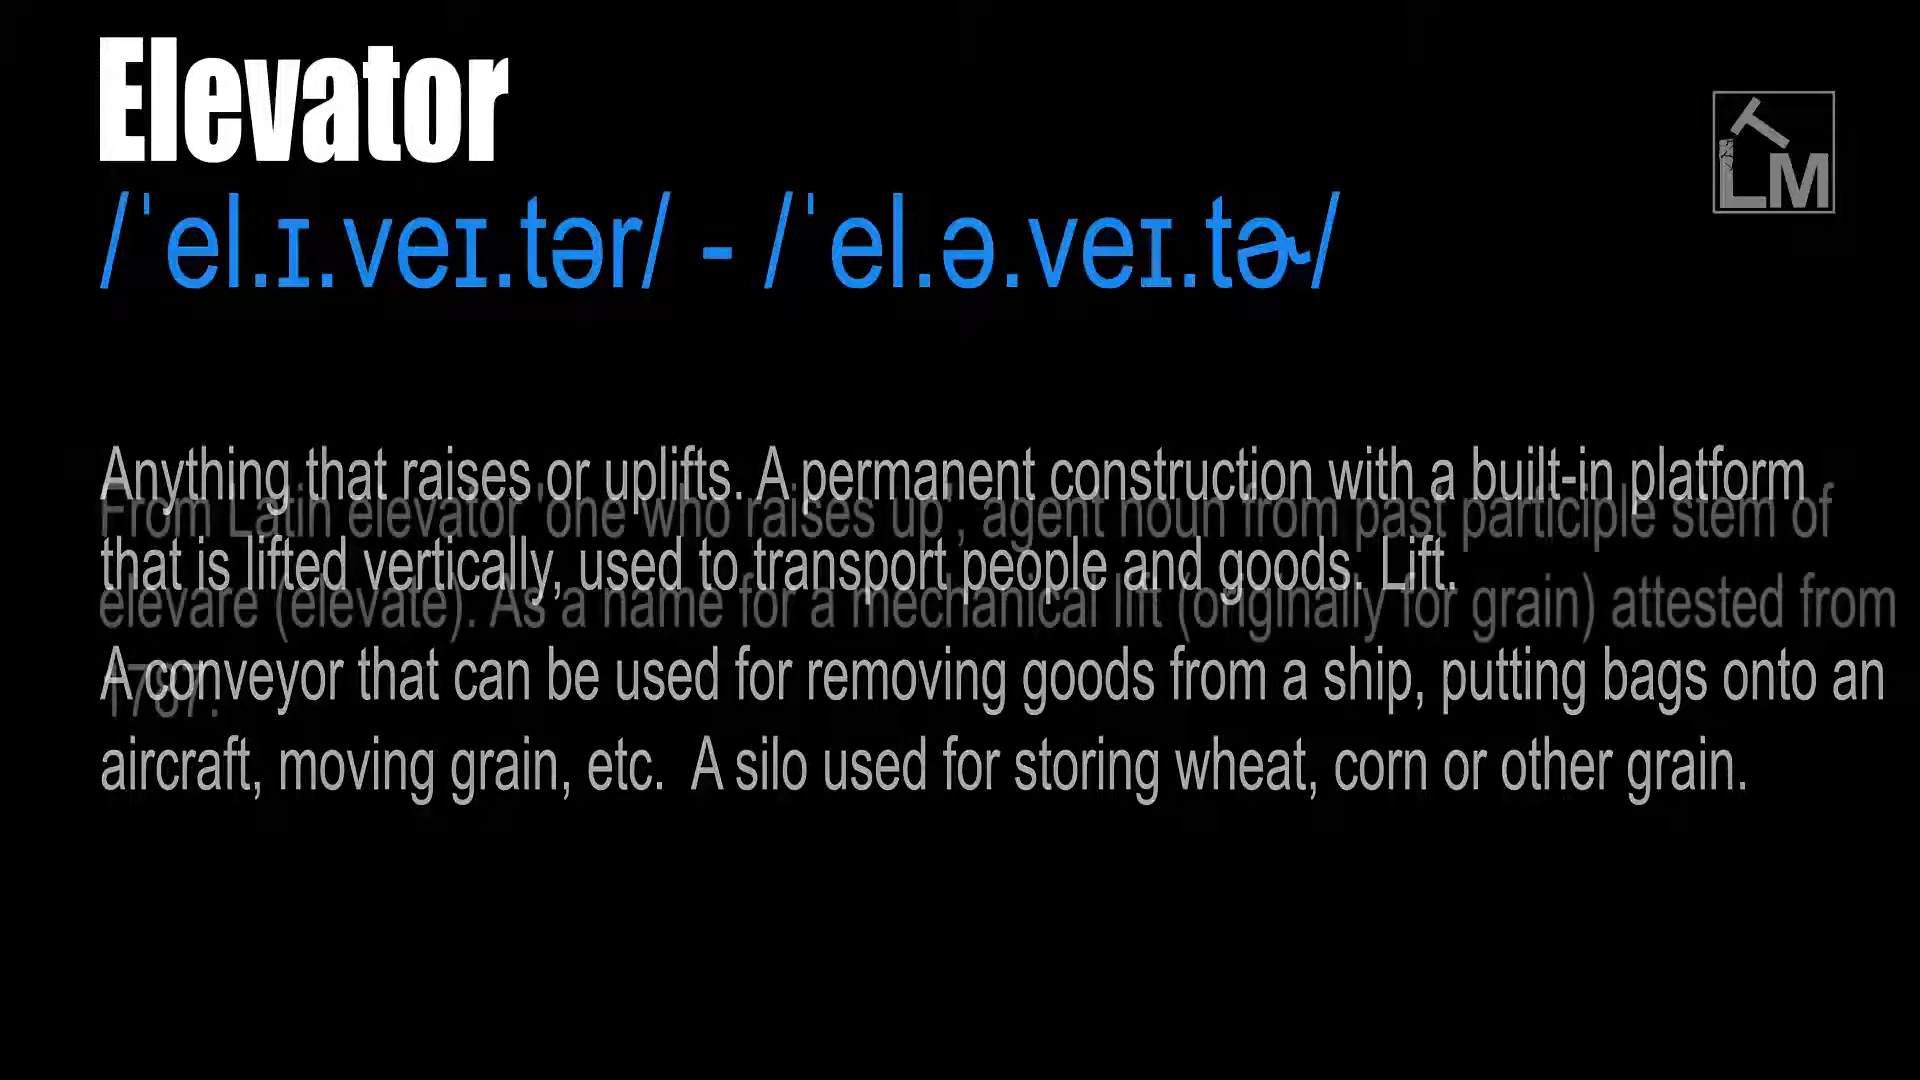 Elevator
/ˈel.ɪ.veɪ.tər/ - /ˈel.ə.veɪ.tɚ/
TLM
Anything that raises or uplifts. A permanent construction with a built-in platform
that is lifted vertically, used to transport people and goods. Lift.
A conveyor that can be used for removing goods from a ship, putting bags onto an
aircraft, moving grain, etc. A silo used for storing wheat, corn or other grain.
From Latin elevator 'one who raises up', agent noun from past participle stem of
elevare (elevate). As a name for a mechanical lift (originally for grain) attested from
1787.